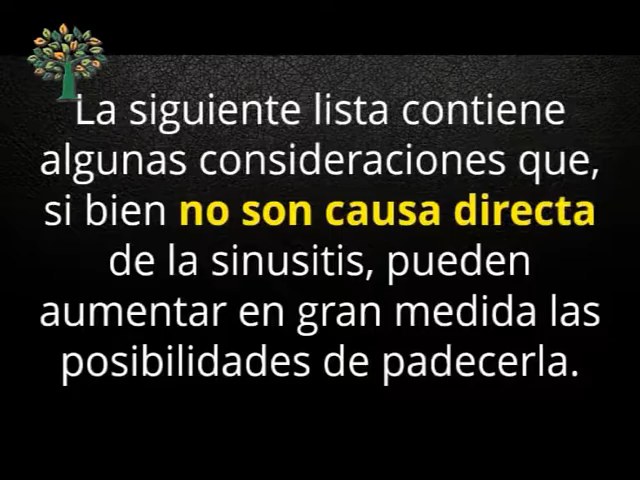 La siguiente lista contiene
algunas consideraciones que,
si bien no son causa directa
de la sinusitis, pueden
aumentar en gran medida las
posibilidades de padecerla.